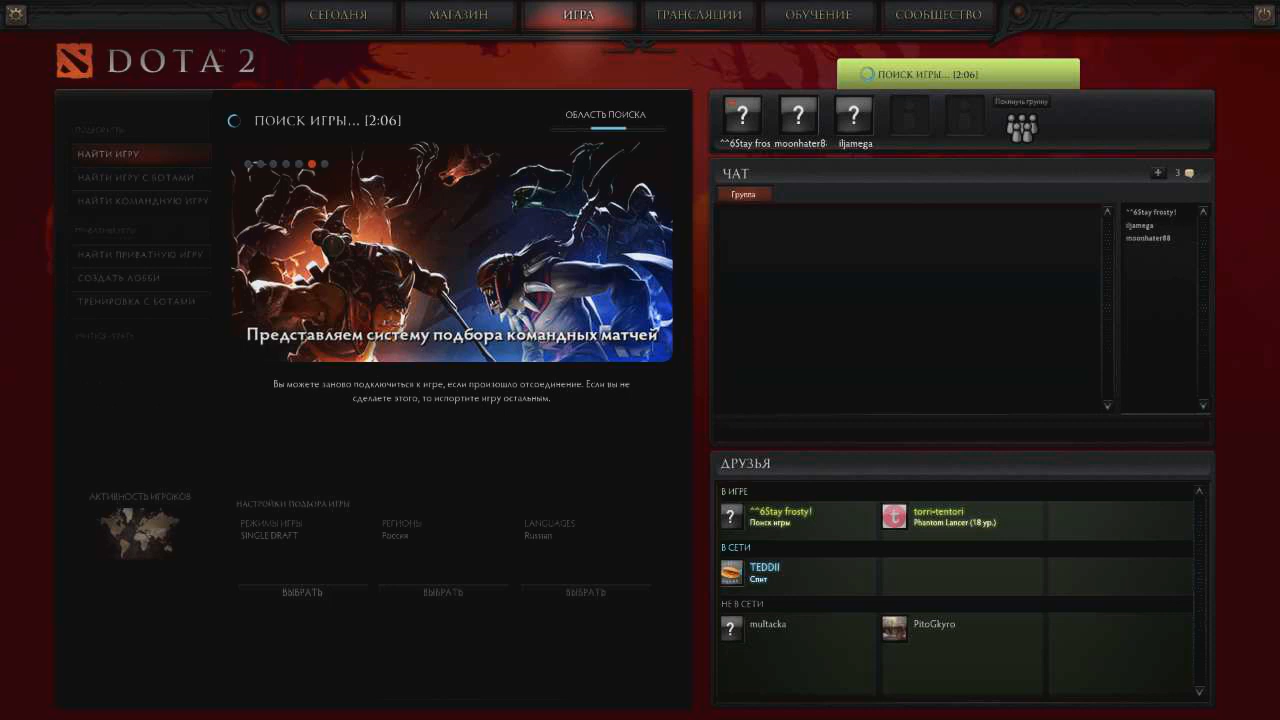 СЕГОДНЯ
МАГАЗИН
ИГРА
ТРАНСЛЯЦИИ
ОБУЧЕНИЕ
СООБЩЕСТВО
DOTA™ 2
ПОИСК ИГРЫ... [2:06]
ПОДОБРАТЬ
НАЙТИ ИГРУ
НАЙТИ ИГРУ С БОТАМИ
НАЙТИ КОМАНДНУЮ ИГРУ
НАЙТИ ПРИВАТНУЮ ИГРУ
СОЗДАТЬ ЛОББИ
ТРЕНИРОВКА С БОТАМИ
АКТИВНОСТЬ ИГРОКОВ
ПОИСК ИГРЫ... [2:06]
ОБЛАСТЬ ПОИСКА
Представляем систему подбора командных матчей
Вы можете заново подключиться к игре, если произошло отсоединение. Если вы не
сделаете этого, то испортите игру остальным.
НАСТРОЙКИ ПОДБОРА ИГРЫ
РЕЖИМЫ ИГРЫ
SINGLE DRAFT
ВЫБРАТЬ
РЕГИОНЫ
Россия
ВЫБРАТЬ
LANGUAGES
Russian
ВЫБРАТЬ
^^6Stay fros
moonhater8
iljamega
Покинуть группу
ЧАТ
+ 3
Группа
^^6Stay frosty!
iljamega
moonhater88
ДРУЗЬЯ
В ИГРЕ
^^6Stay frosty!
Поиск игры
torri-tentori
Phantom Lancer (18 ур.)
В СЕТИ
TEDDII
Спит
НЕ В СЕТИ
multacka
PitoGkyro